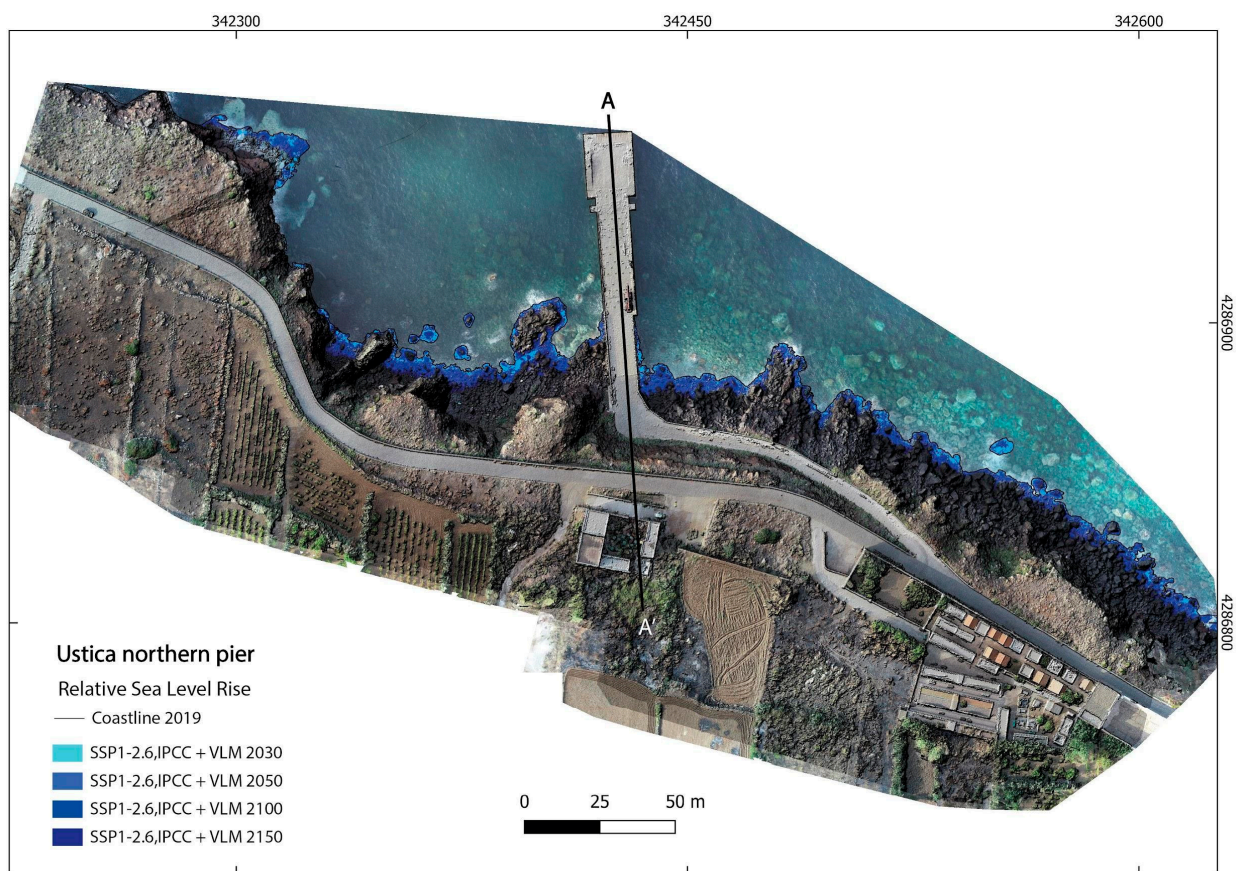 342300
342450
342600
A
4286900
4286800
A'
Ustica northern pier
Relative Sea Level Rise
Coastline 2019
SSP1-2.6,IPCC + VLM 2030
SSP1-2.6,IPCC + VLM 2050
SSP1-2.6,IPCC + VLM 2100
SSP1-2.6,IPCC + VLM 2150
0 25 50 m